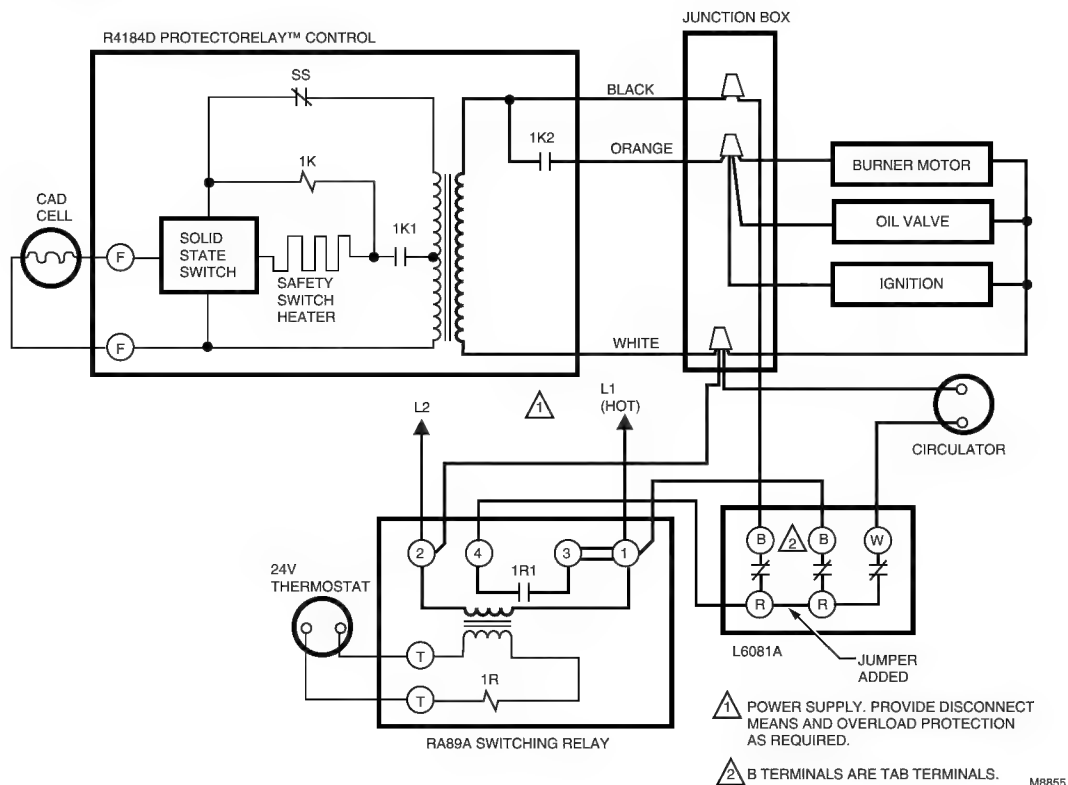 JUNCTION BOX
R4184D PROTECTORELAY™ CONTROL
SS
BLACK
1K2
ORANGE
1K
BURNER MOTOR
CAD
CELL
1K1
SOLID
STATE
SWITCH
OIL VALVE
F
SAFETY
SWITCH
HEATER
IGNITION
F
WHITE
1
L2
L1
(HOT)
CIRCULATOR
2
4
3
1
B
2
B
W
24V
THERMOSTAT
1R1
R
R
T
L6081A
JUMPER
ADDED
1R
T
RA89A SWITCHING RELAY
1 POWER SUPPLY. PROVIDE DISCONNECT
MEANS AND OVERLOAD PROTECTION
AS REQUIRED.
2 B TERMINALS ARE TAB TERMINALS.
M8855